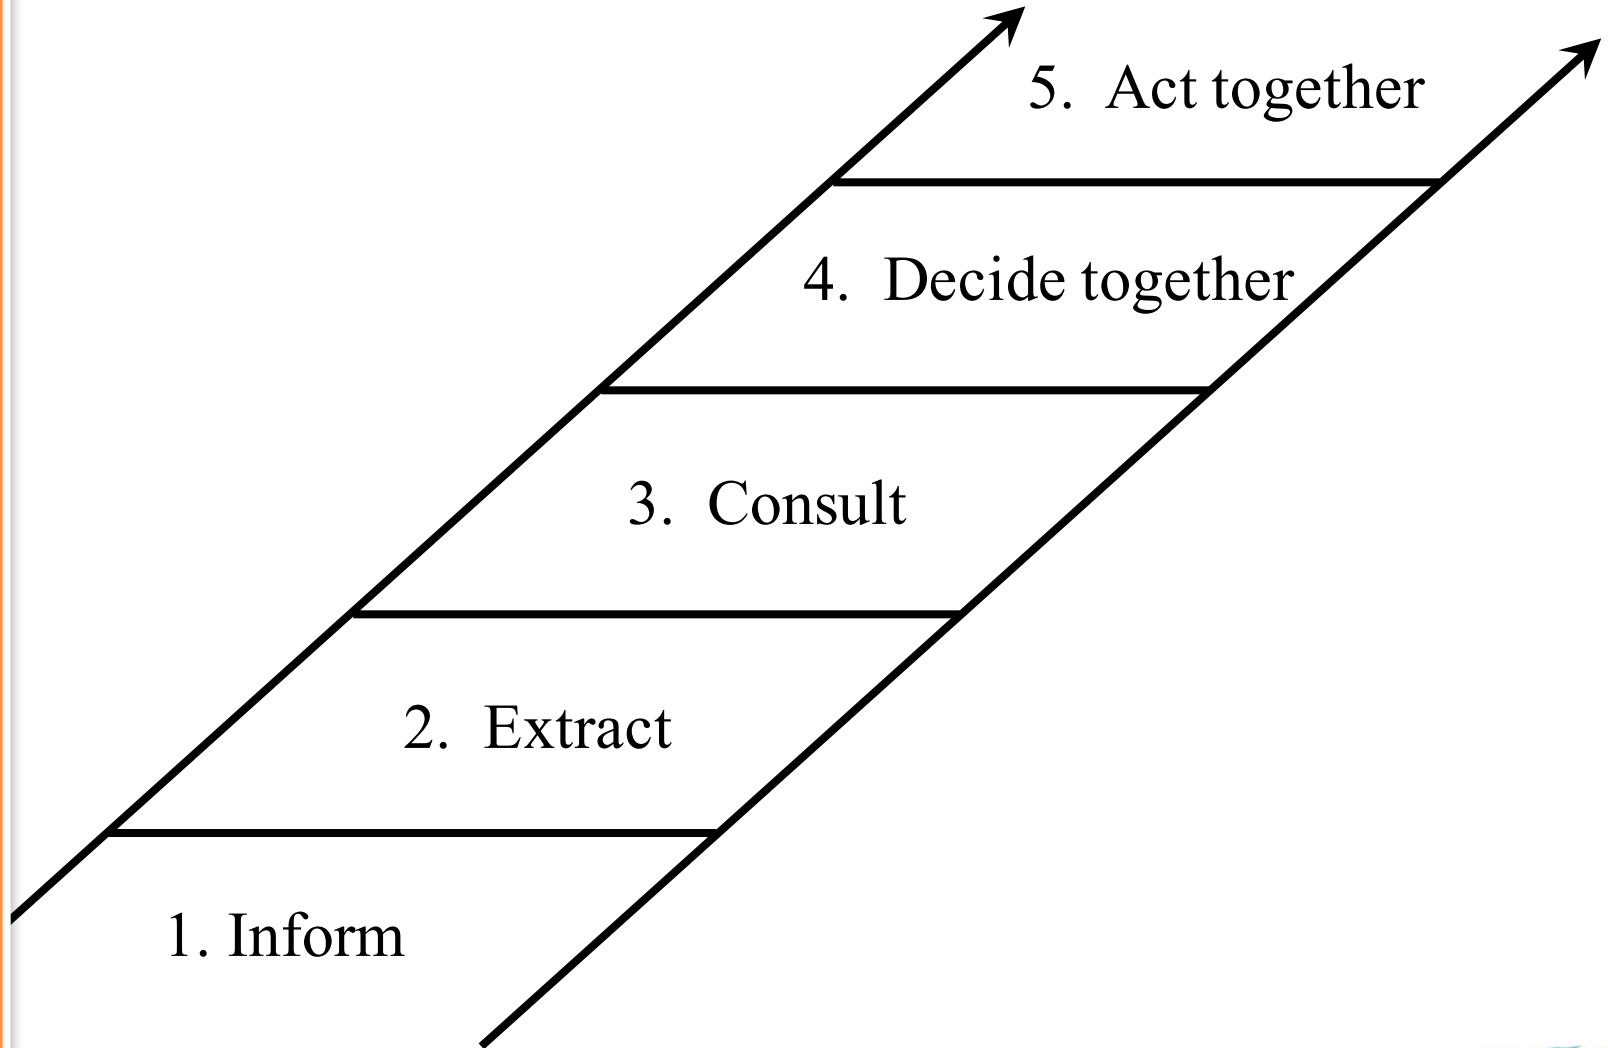 5. Act together
4. Decide together
3. Consult
2. Extract
1. Inform